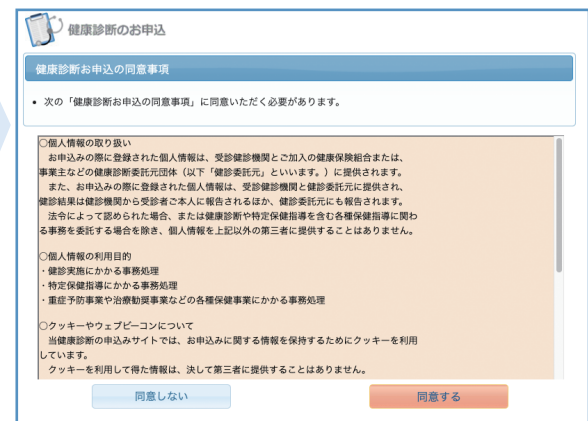 健康診断のお申込
健康診断お申込の同意事項
• 次の「健康診断お申込の同意事項」に同意いただく必要があります。
○個人情報の取り扱い
　お申込みの際に登録された個人情報は、受診健診機関とご加入の健康保険組合または、
事業主などの健康診断委託元団体（以下「健診委託元」といいます。）に提供されます。
　また、お申込みの際に登録された個人情報は、受診健診機関と健診委託元に提供され、
健診結果は健診機関から受診者ご本人に報告されるほか、健診委託元にも報告されます。
　法令によって認められた場合、または健康診断や特定保健指導を含む各種保健指導に関わ
る事務を委託する場合を除き、個人情報を上記以外の第三者に提供することはありません。
○個人情報の利用目的
・健診実施にかかる事務処理
・特定保健指導にかかる事務処理
・重症予防事業や治療勧奨事業などの各種保健事業にかかる事務処理
○クッキーやウェブビーコンについて
　当健康診断の申込みサイトでは、お申込みに関する情報を保持するためにクッキーを利用
しています。
　クッキーを利用して得た情報は、決して第三者に提供することはありません。
同意しない
同意する